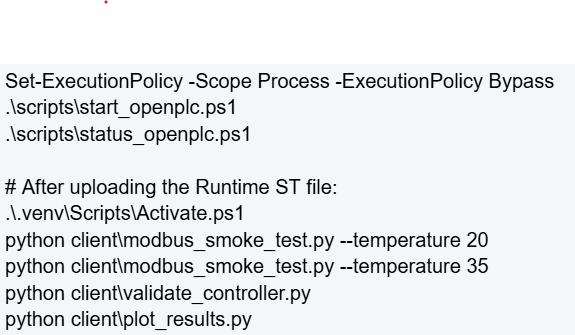 Set-ExecutionPolicy -Scope Process -ExecutionPolicy Bypass
.\scripts\start_openplc.ps1
.\scripts\status_openplc.ps1
# After uploading the Runtime ST file:
.\.venv\Scripts\Activate.ps1
python client\modbus_smoke_test.py --temperature 20
python client\modbus_smoke_test.py --temperature 35
python client\validate_controller.py
python client\plot_results.py